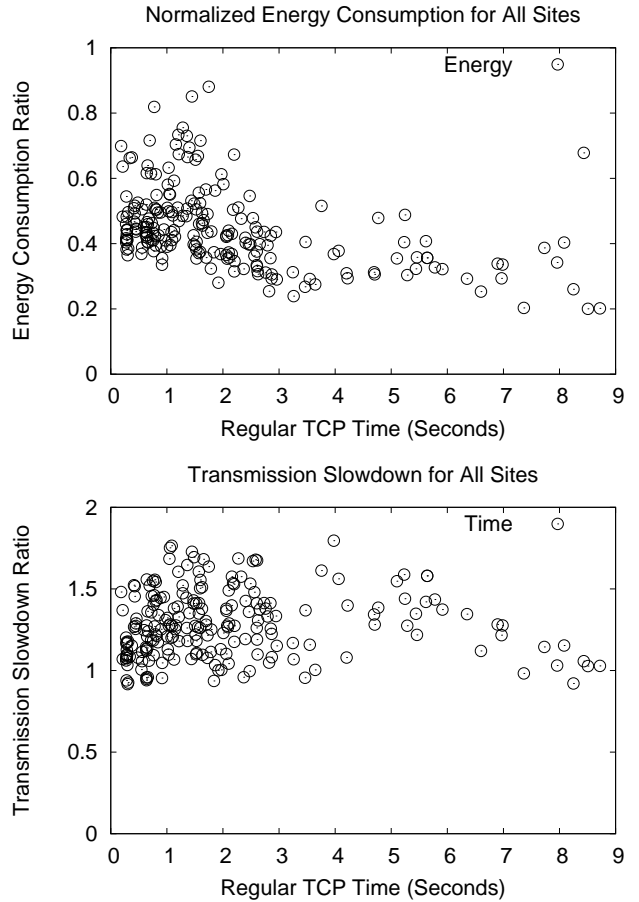 Normalized Energy Consumption for All Sites
1
Energy
0.8
0.6
0.4
0.2
0
Energy Consumption Ratio
0 1 2 3 4 5 6 7 8 9
Regular TCP Time (Seconds)
Transmission Slowdown for All Sites
2
Time
1.5
1
0.5
0
Transmission Slowdown Ratio
0 1 2 3 4 5 6 7 8 9
Regular TCP Time (Seconds)